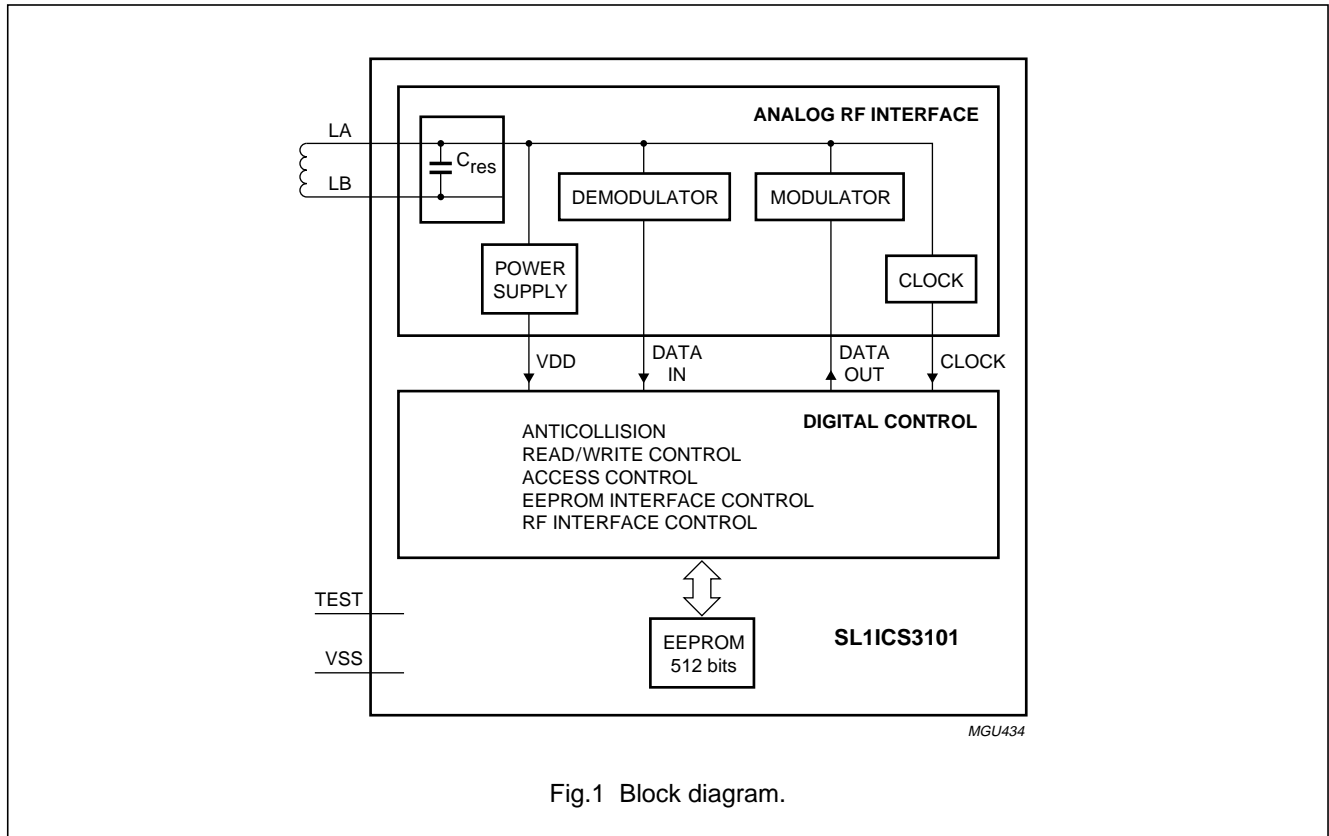 ANALOG RF INTERFACE
LA
Cres
LB
DEMODULATOR
MODULATOR
POWER
SUPPLY
CLOCK
VDD
DATA
IN
DATA
OUT
CLOCK
DIGITAL CONTROL
ANTICOLLISION
READ/WRITE CONTROL
ACCESS CONTROL
EEPROM INTERFACE CONTROL
RF INTERFACE CONTROL
TEST
VSS
EEPROM
512 bits
SL1ICS3101
MGU434
Fig.1 Block diagram.